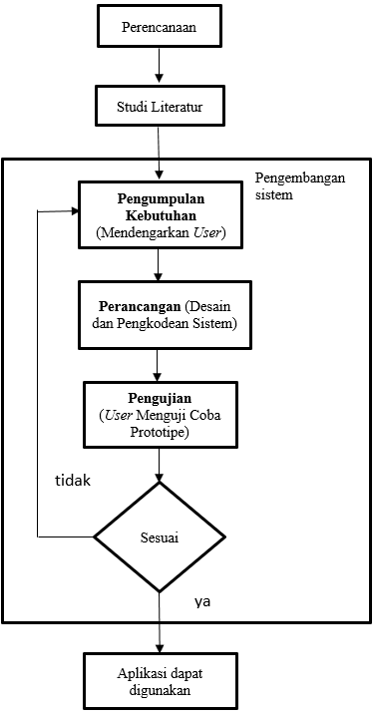 Perencanaan
Studi Literatur
Pengembangan
sistem
Pengumpulan
Kebutuhan
(Mendengarkan User)
Perancangan (Desain
dan Pengkodean Sistem)
Pengujian
(User Menguji Coba
Prototipe)
tidak
Sesuai
ya
Aplikasi dapat
digunakan